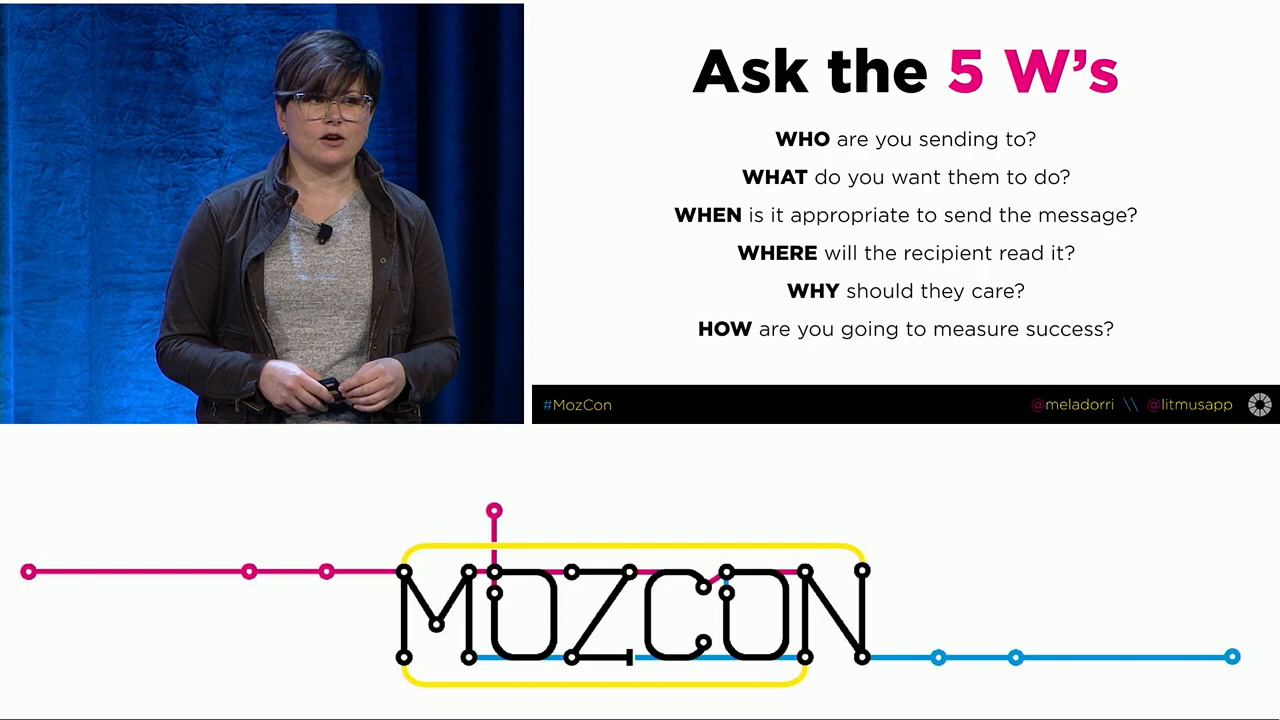 Ask the 5 W's
WHO are you sending to?
WHAT do you want them to do?
WHEN is it appropriate to send the message?
WHERE will the recipient read it?
WHY should they care?
HOW are you going to measure success?
#MozCon
@meladorri \\ @litmusapp
MOZCON